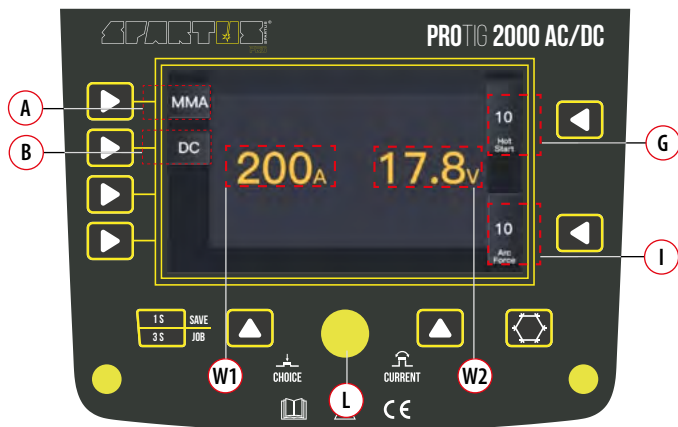 SPARTUS
PRO
PROTIG 2000 AC/DC
A
MMA
10
Hot
Start
G
B
DC
200A
17.8V
10
Arc
Force
I
1 S SAVE
3 S JOB
W1
CHOICE
L
CURRENT
W2
CE